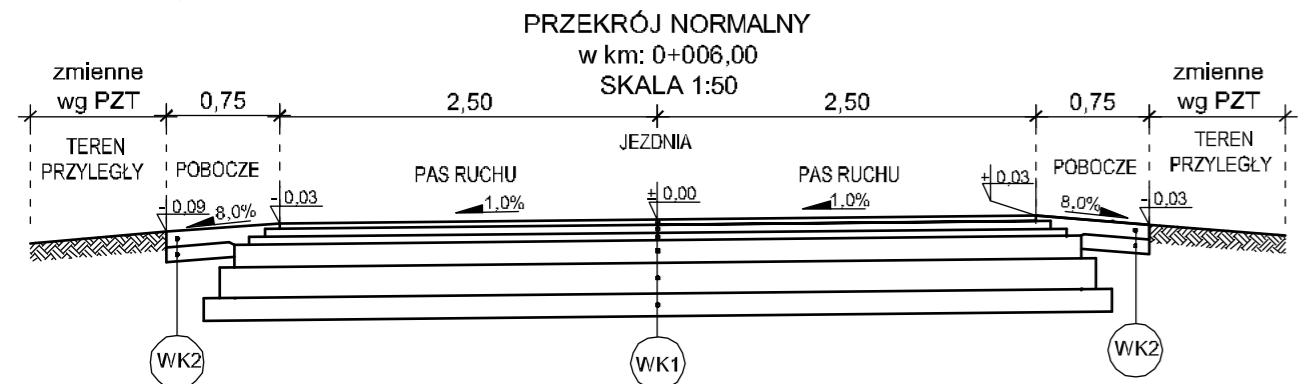 PRZEKRÓJ NORMALNY
w km: 0+006,00
SKALA 1:50
zmienne
wg PZT
0,75
2,50
2,50
0,75
zmienne
wg PZT
TEREN
PRZYLEGŁY
POBOCZE
JEZDNIA
PAS RUCHU
PAS RUCHU
POBOCZE
TEREN
PRZYLEGŁY
- 0,09
8,0%
- 0,03
1,0%
± 0,00
1,0%
+ 0,03
8,0%
- 0,03
WK2
WK1
WK2